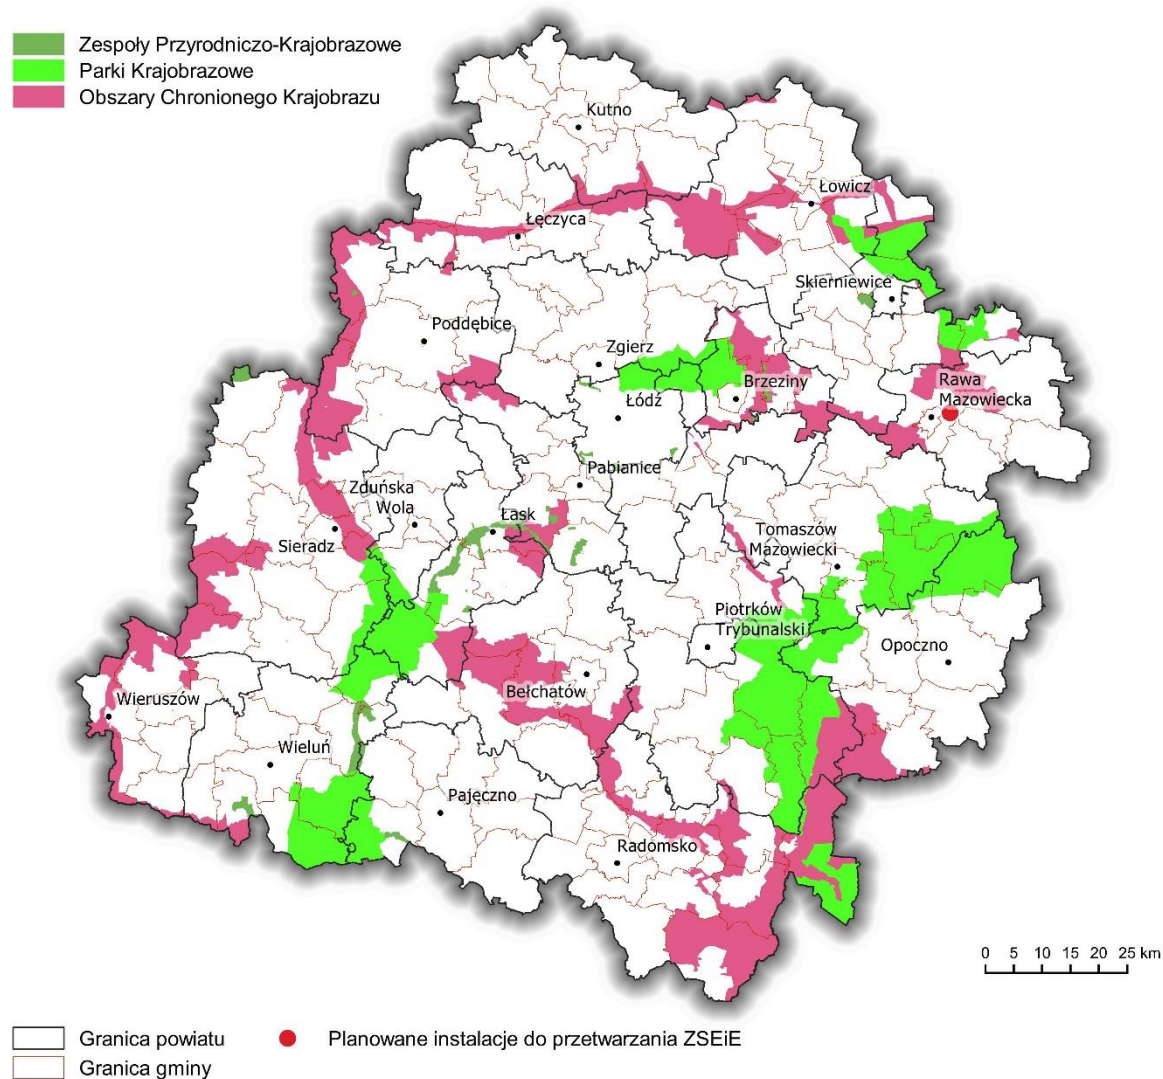 Zespoły Przyrodniczo-Krajobrazowe
Parki Krajobrazowe
Obszary Chronionego Krajobrazu
Kutno
Łowicz
Łęczyca
Skierniewice
Poddębice
Zgierz
Brzeziny
Rawa
Mazowiecka
Łódź
Pabianice
Zduńska
Wola
Łask
Sieradz
Tomaszów
Mazowiecki
Piotrków
Trybunalski
Opoczno
Bełchatów
Wieruszów
Wieluń
Pajęczno
Radomsko
0 5 10 15 20 25 km
Granica powiatu
Planowane instalacje do przetwarzania ZSEiE
Granica gminy